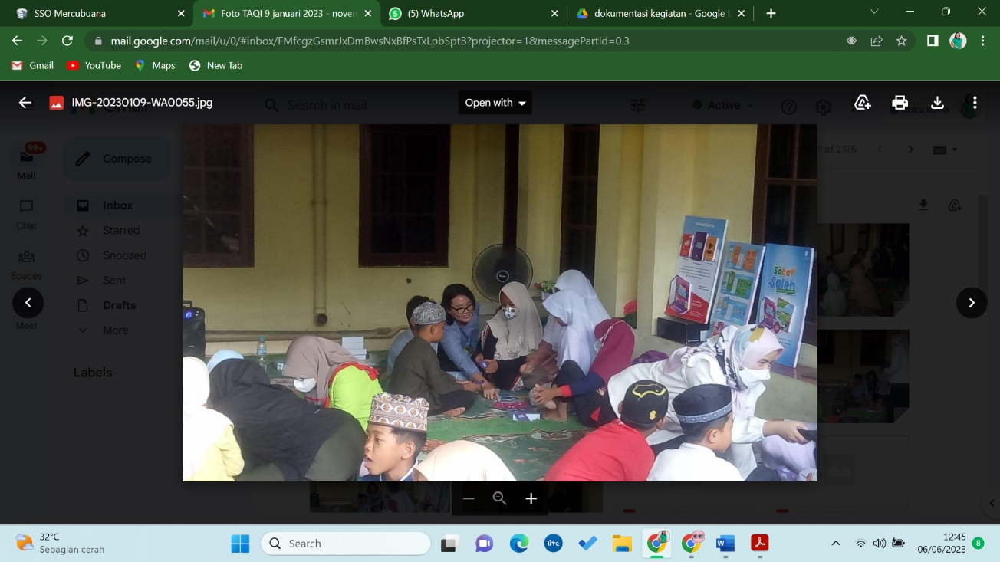 SSO Mercubuana
Foto TAQI 9 januari 2023 - noven
(5) WhatsApp
dokumentasi kegiatan - Google D
mail.google.com/mail/u/0/#inbox/FMfcgzGsmrJxDmBwsNxBfPsTxLpbSptB?projector=1&messagePartId=0.3
Gmail
YouTube
Maps
New Tab
IMG-20230109-WA0055.jpg
Gmail
Search in mail
Open with
Active
99+
Mail
Compose
1 of 2.175
Chat
Inbox
Starred
Spaces
Snoozed
Sent
Meet
Drafts
More
Labels
Sobat
Saleh
32°C
Sebagian cerah
Search
lite
12:45
06/06/2023
8